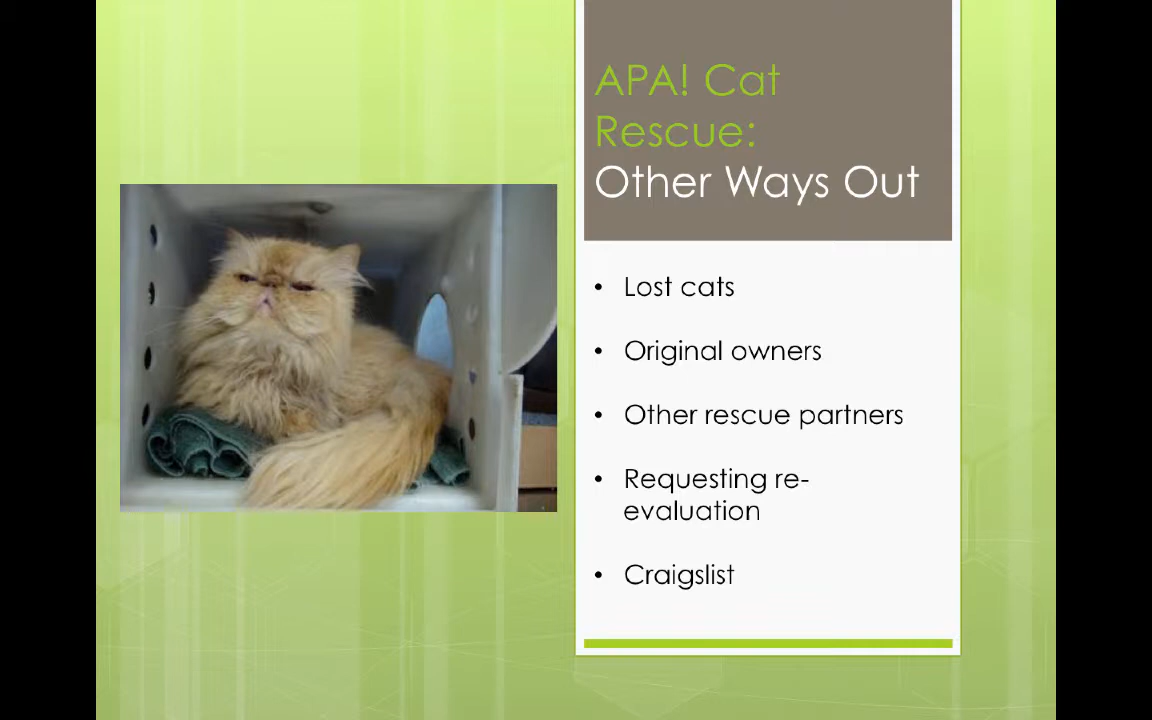 APA! Cat
Rescue:
Other Ways Out
• Lost cats
• Original owners
• Other rescue partners
• Requesting re-
evaluation
• Craigslist